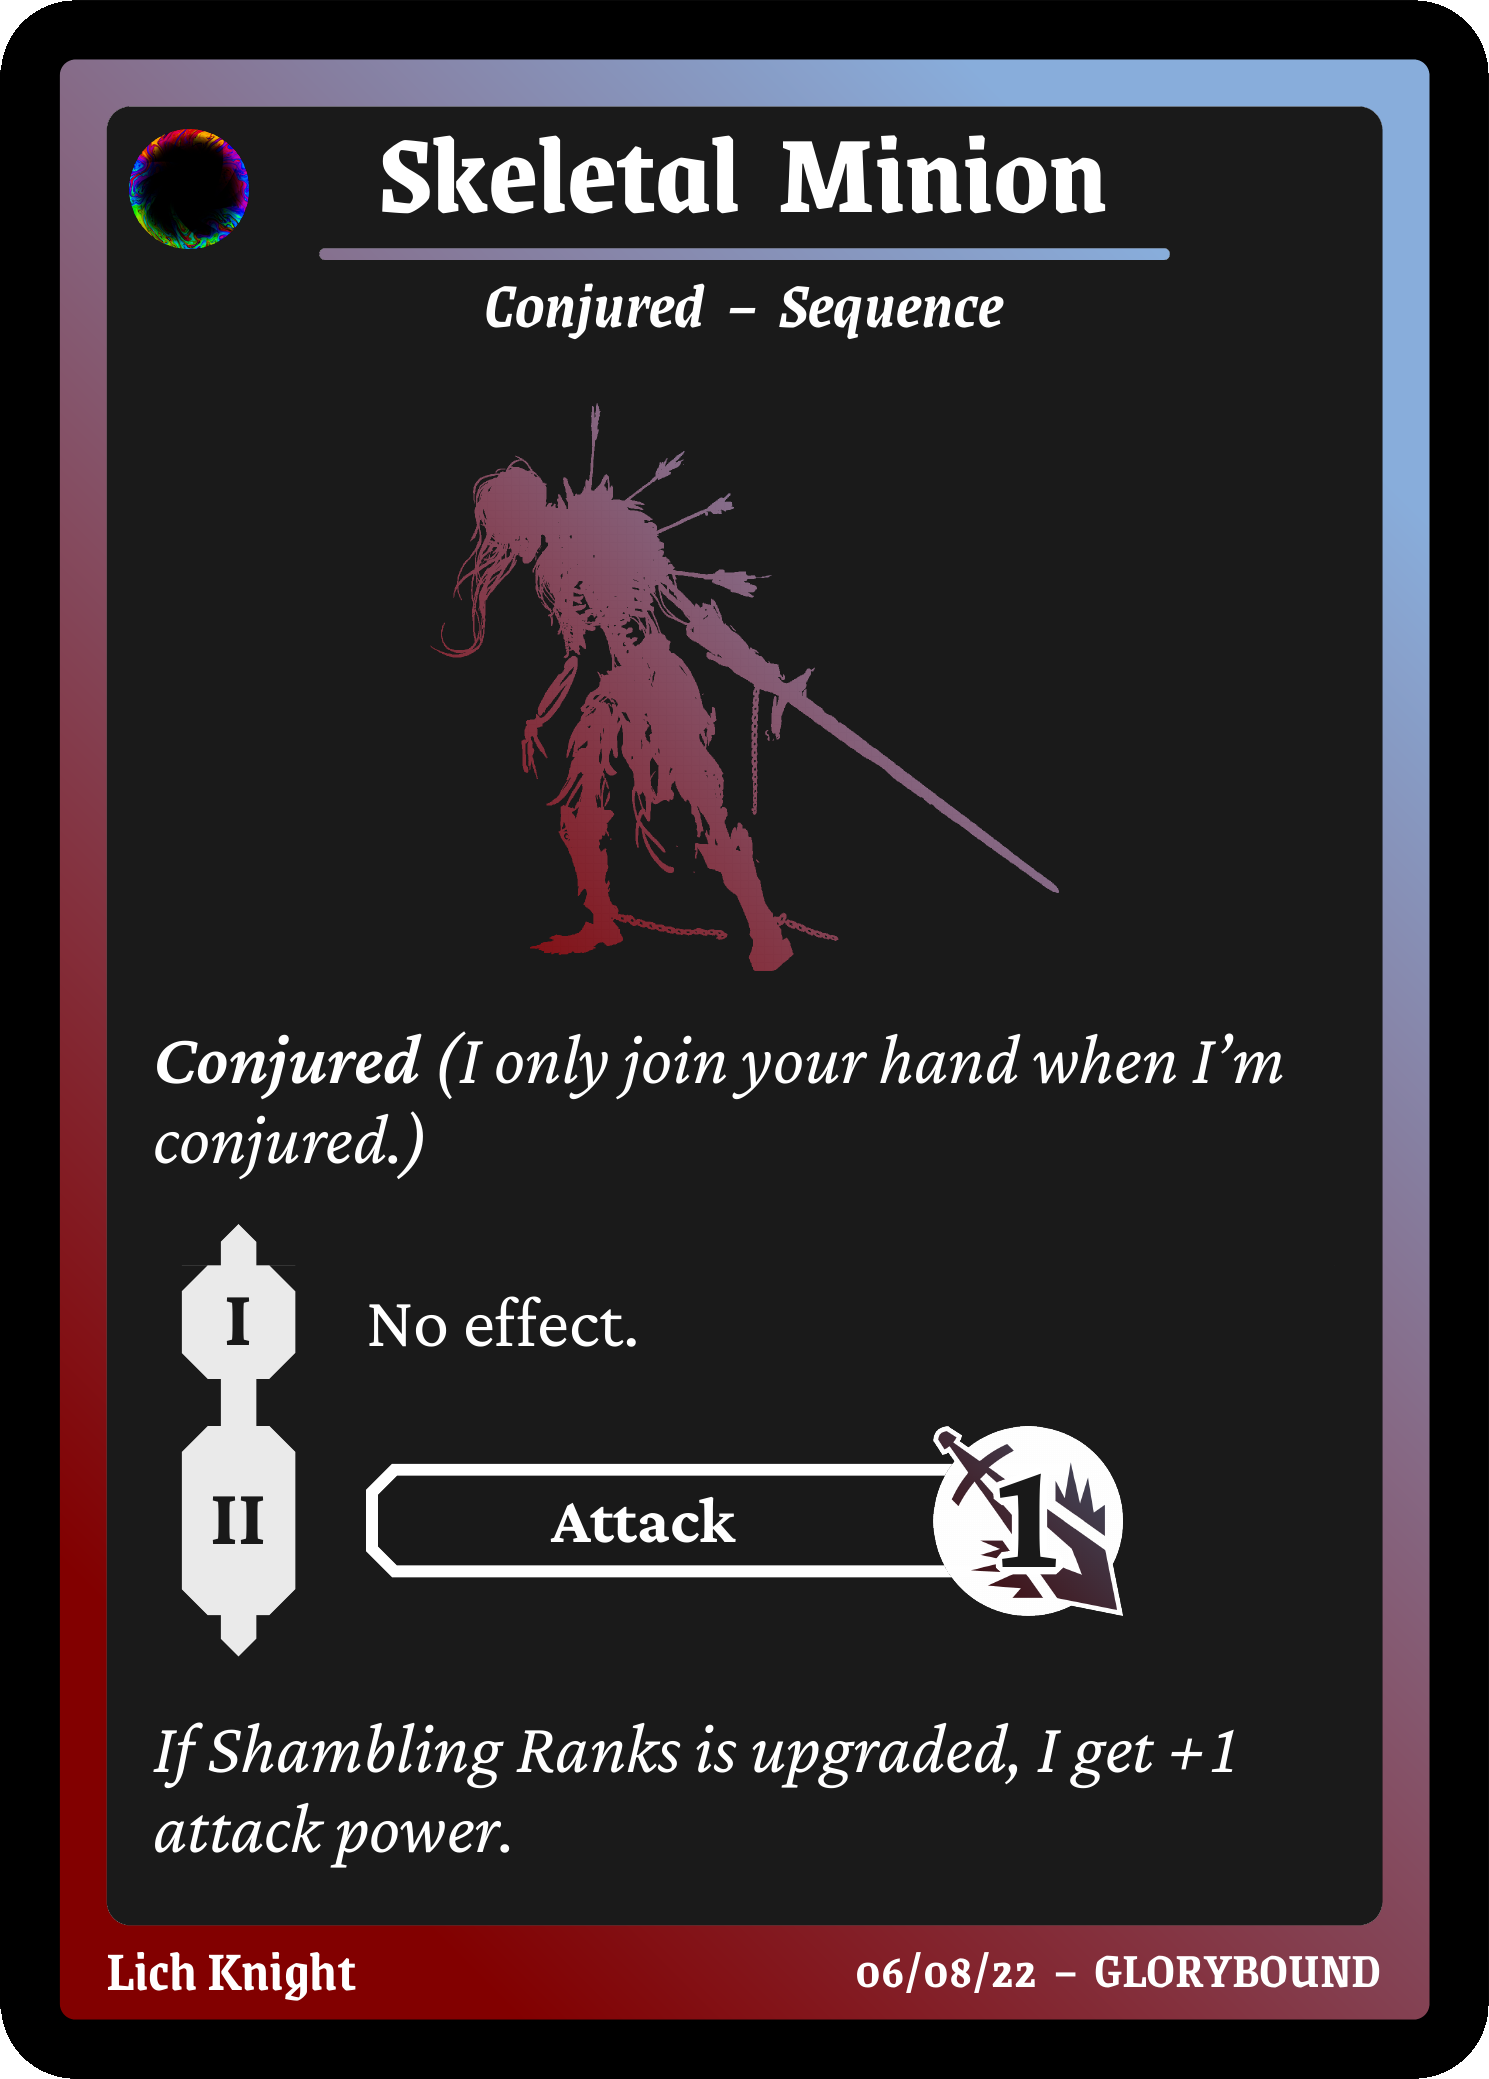 Skeletal Minion
Conjured – Sequence
Conjured (I only join your hand when I’m
conjured.)
I
No effect.
II
Attack
1
If Shambling Ranks is upgraded, I get +1
attack power.
Lich Knight
06/08/22 – GLORYBOUND